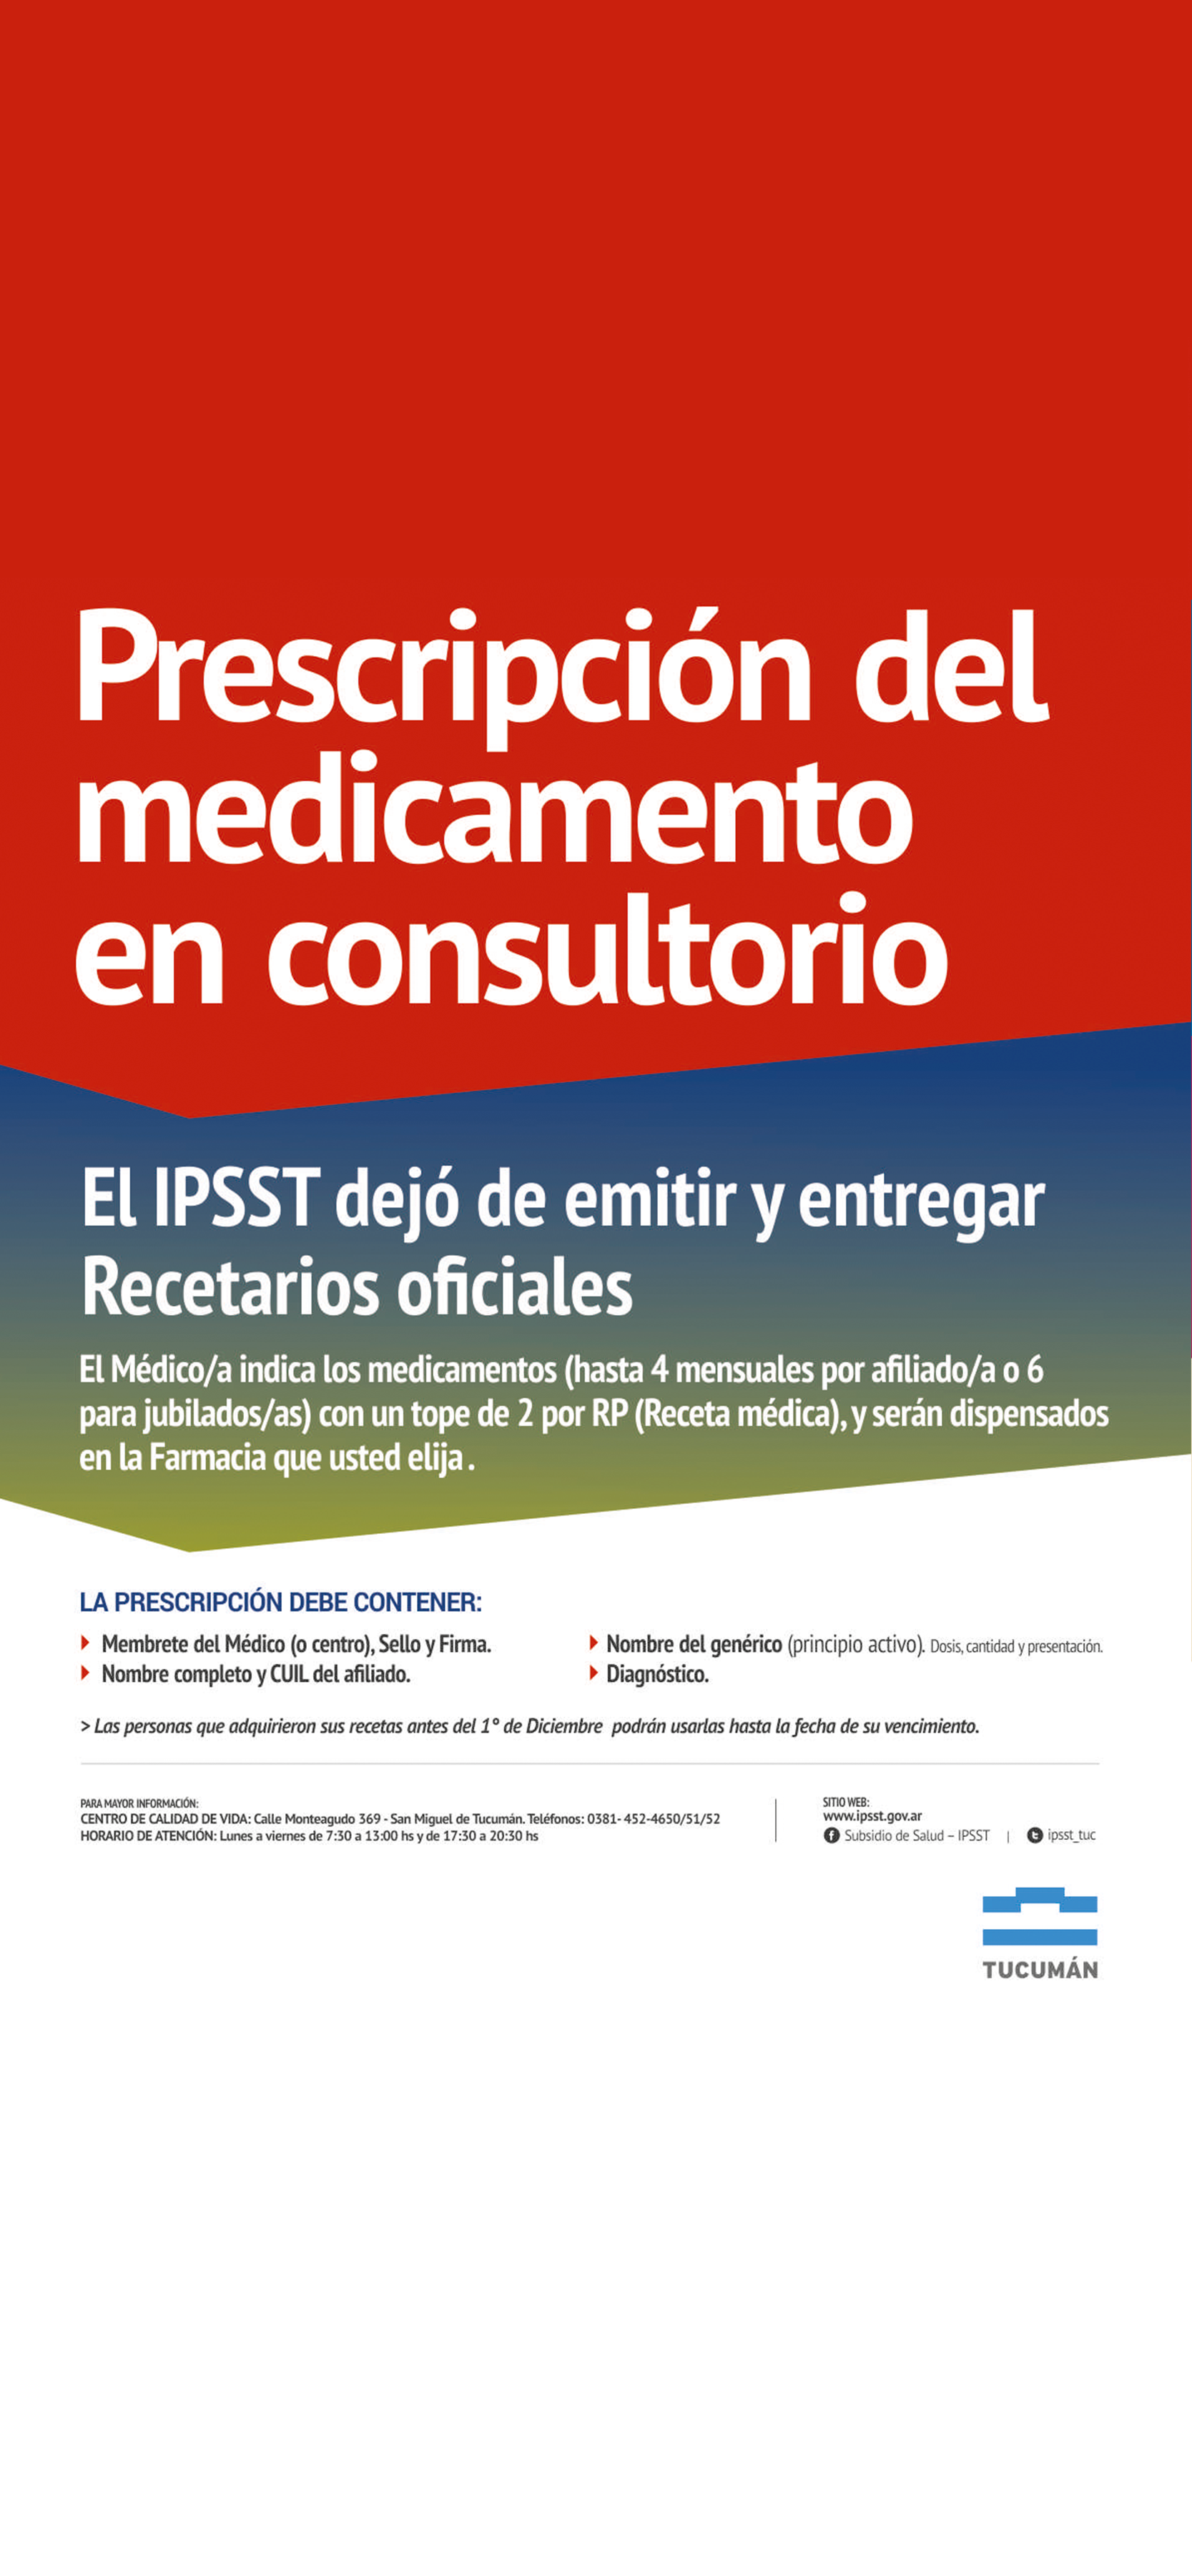 Prescripción del
medicamento
en consultorio
El IPSST dejó de emitir y entregar
Recetarios oficiales
El Médico/a indica los medicamentos (hasta 4 mensuales por afiliado/a o 6
para jubilados/as) con un tope de 2 por RP (Receta médica), y serán dispensados
en la Farmacia que usted elija.
LA PRESCRIPCIÓN DEBE CONTENER:
Membrete del Médico (o centro), Sello y Firma.
Nombre completo y CUIL del afiliado.
Nombre del genérico (principio activo). Dosis, cantidad y presentación.
Diagnóstico.
> Las personas que adquirieron sus recetas antes del 1° de Diciembre podrán usarlas hasta la fecha de su vencimiento.
PARA MAYOR INFORMACIÓN:
CENTRO DE CALIDAD DE VIDA: Calle Monteagudo 369 - San Miguel de Tucumán. Teléfonos: 0381- 452-4650/51/52
HORARIO DE ATENCIÓN: Lunes a viernes de 7:30 a 13:00 hs y de 17:30 a 20:30 hs
SITIO WEB:
www.ipsst.gov.ar
Subsidio de Salud – IPSST | ipsst_tuc
TUCUMÁN